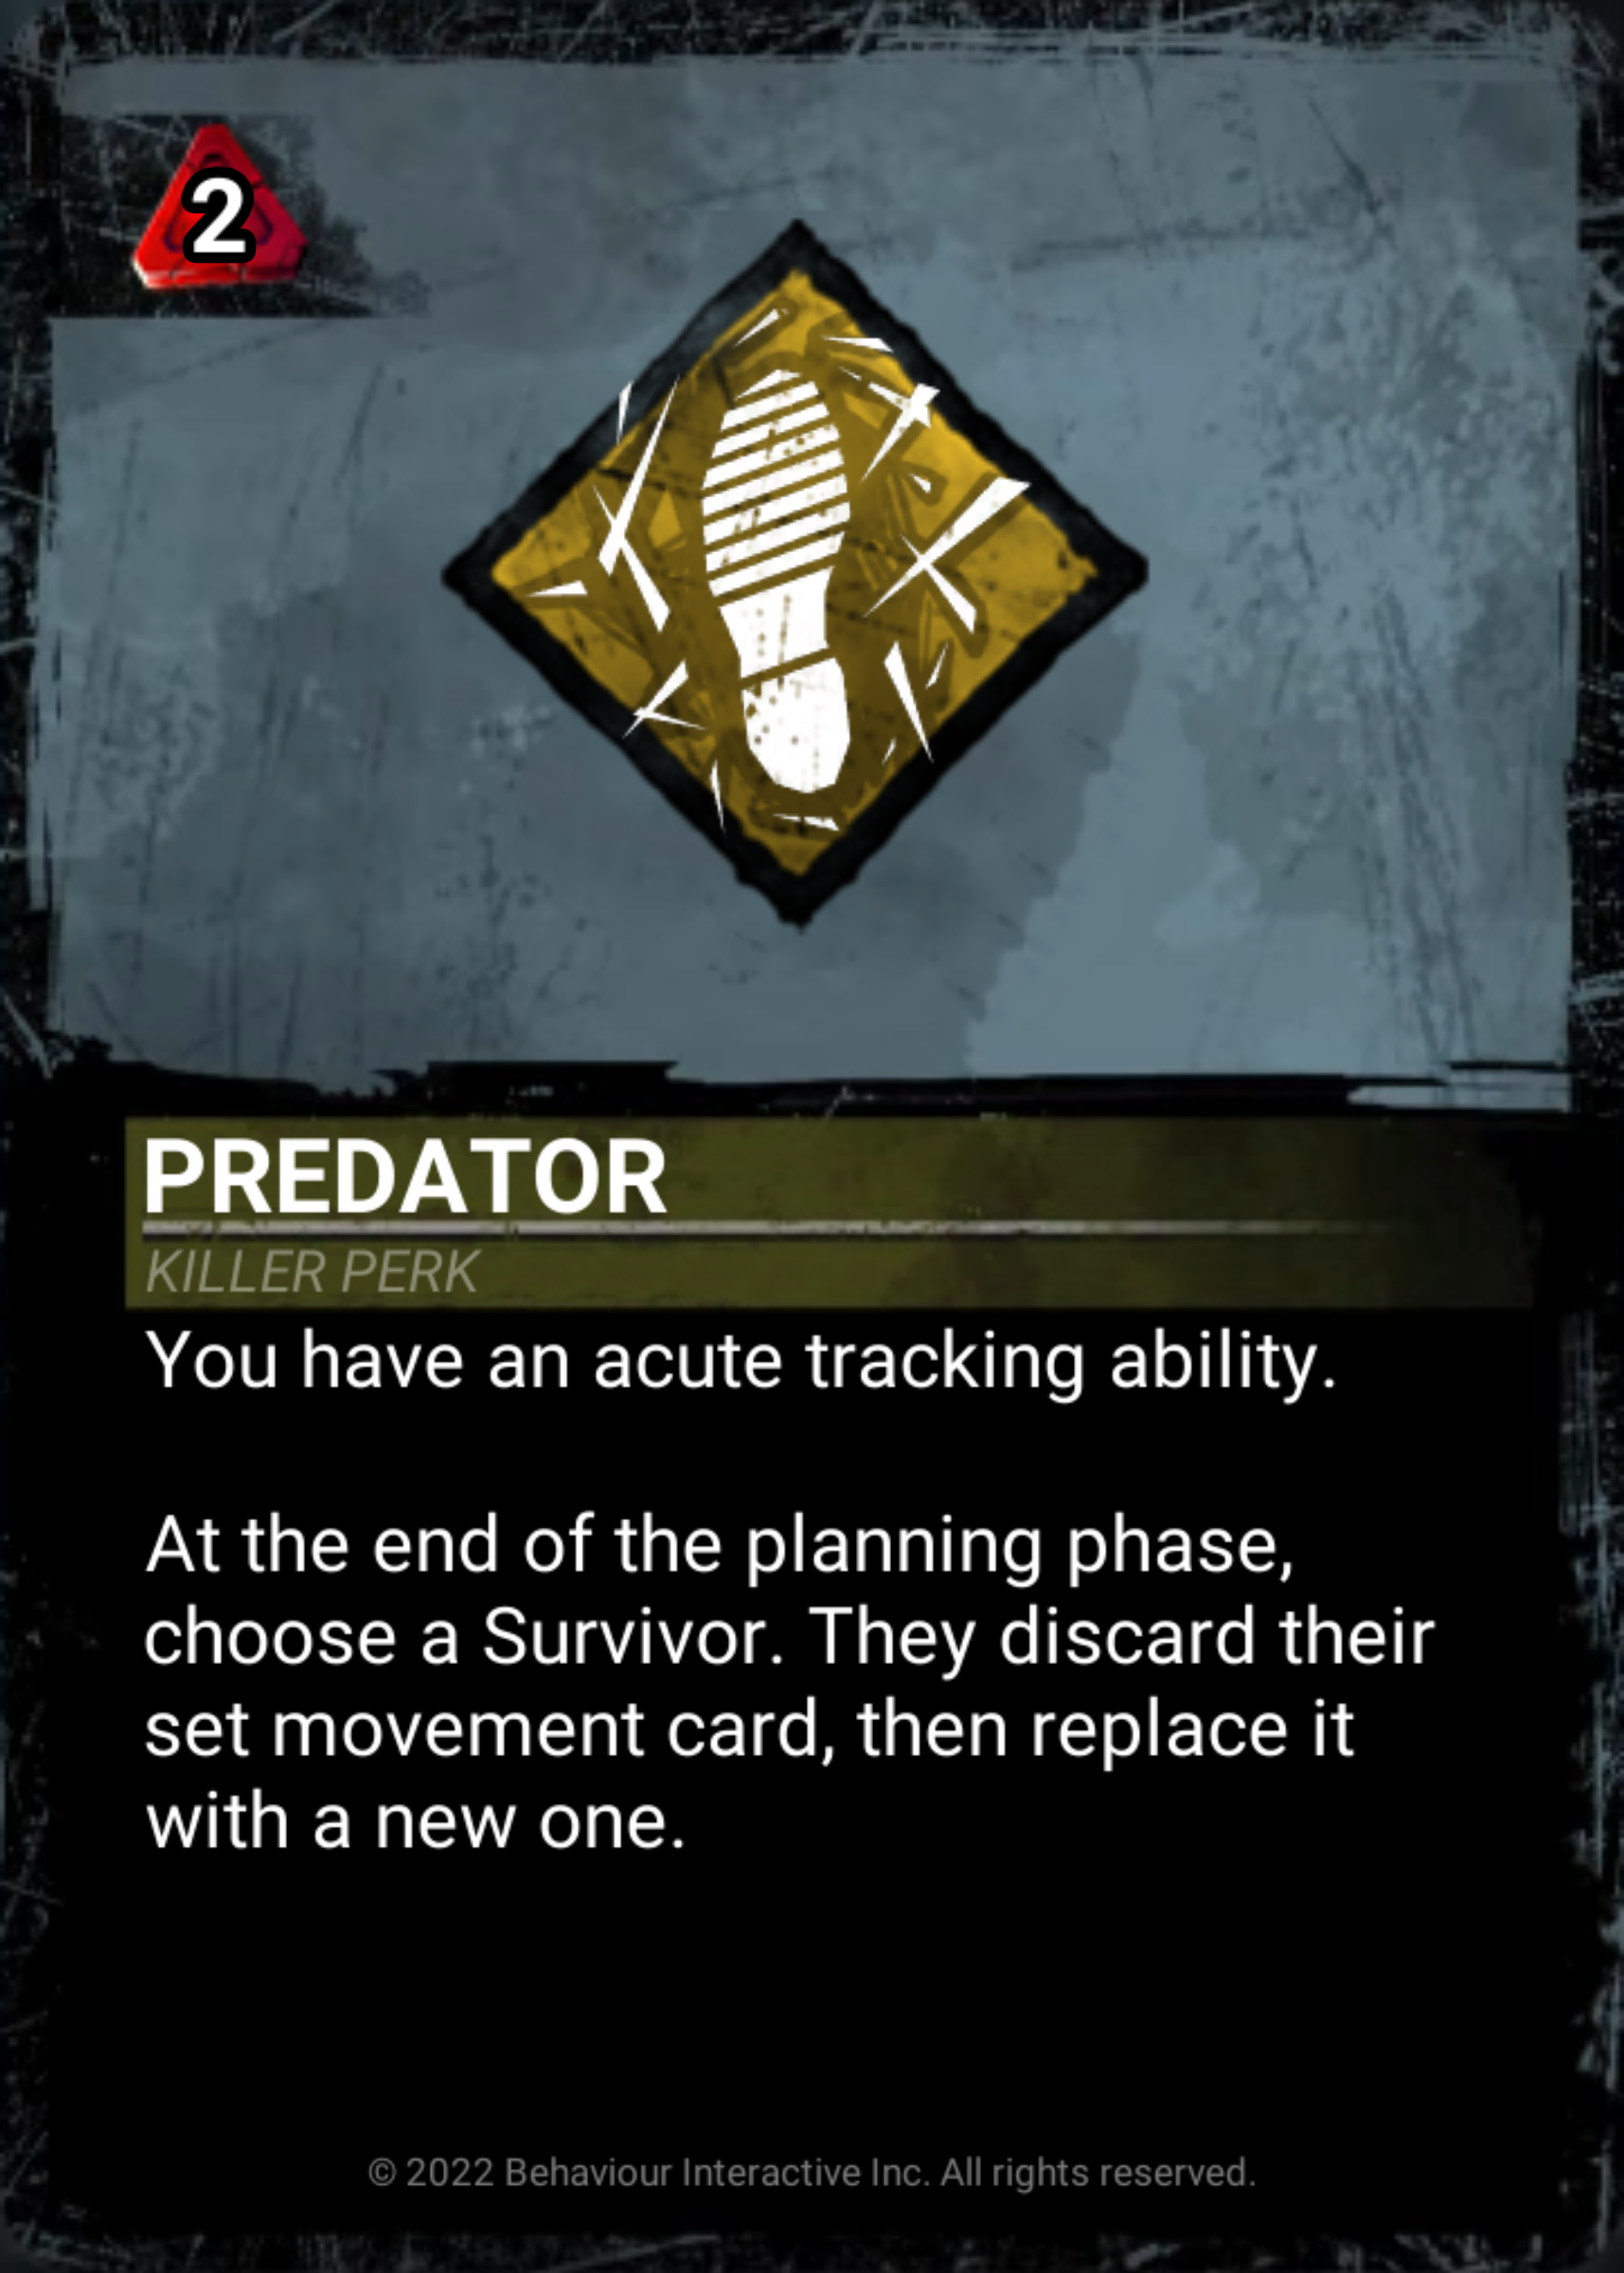 2
PREDATOR
KILLER PERK
You have an acute tracking ability.
At the end of the planning phase,
choose a Survivor. They discard their
set movement card, then replace it
with a new one.
© 2022 Behaviour Interactive Inc. All rights reserved.